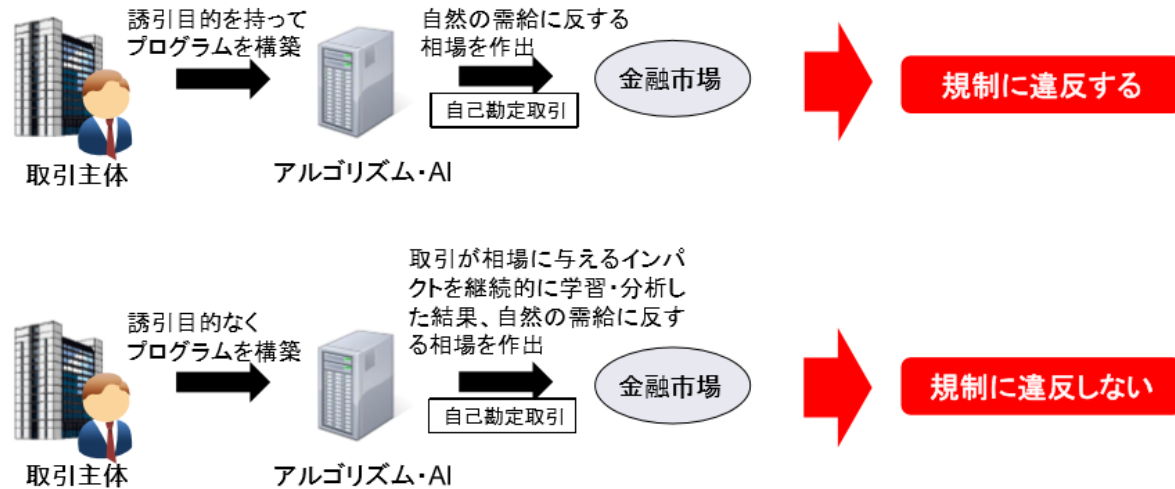 誘引目的を持って
プログラムを構築
自然の需給に反する
相場を作出
自己勘定取引
金融市場
規制に違反する
取引主体
アルゴリズム・AI
誘引目的なく
プログラムを構築
取引が相場に与えるインパ
クトを継続的に学習・分析し
た結果、自然の需給に反す
る相場を作出
自己勘定取引
金融市場
規制に違反しない
取引主体
アルゴリズム・AI